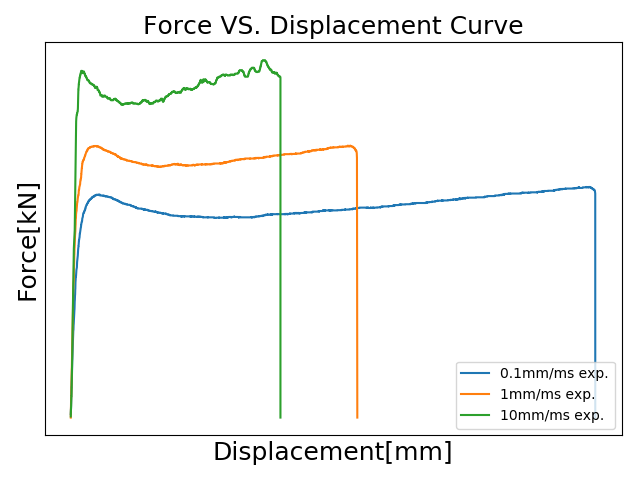 Force VS. Displacement Curve
Force[kN]
0.1mm/ms exp.
1mm/ms exp.
10mm/ms exp.
Displacement[mm]